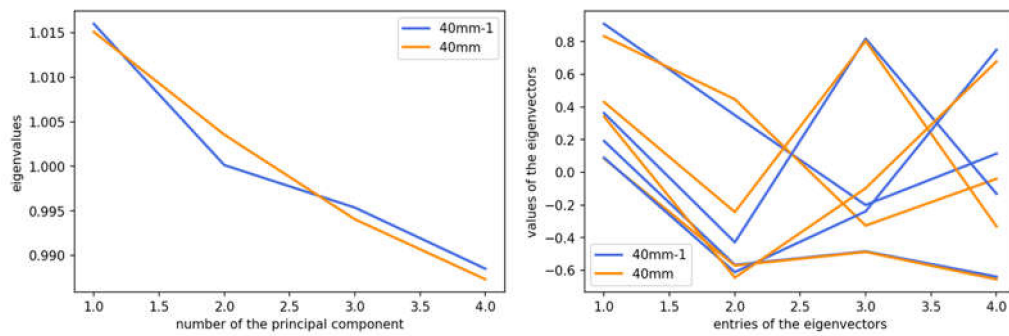 1.015
1.010
1.005
1.000
0.995
0.990
eigenvalues
40mm-1
40mm
1.0 1.5 2.0 2.5 3.0 3.5 4.0
number of the principal component
0.8
0.6
0.4
0.2
0.0
−0.2
−0.4
−0.6
values of the eigenvectors
40mm-1
40mm
1.0 1.5 2.0 2.5 3.0 3.5 4.0
entries of the eigenvectors